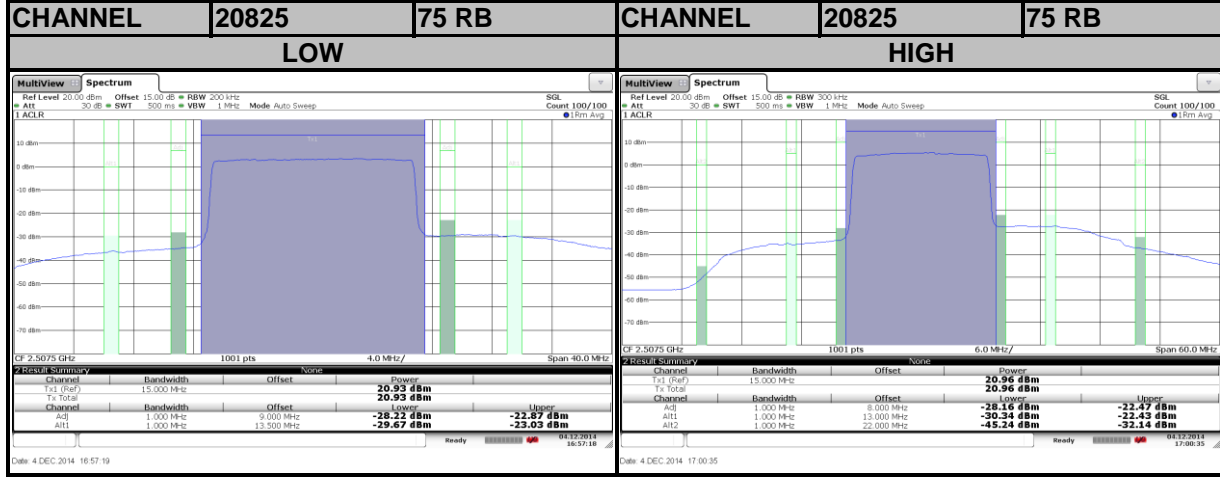 CHANNEL 20825 75 RB CHANNEL 20825 75 RB
LOW HIGH
MultiView Spectrum
Ref Level 20.00 dBm Offset 15.00 dB RBW 200 kHz SGL
Att 30 dB SWT 500 ms VBW 1 MHz Mode Auto Sweep Count 100/100
1 ACLR 1Rm Avg
10 dBm
0 dBm
-10 dBm
-20 dBm
-30 dBm
-40 dBm
-50 dBm
-60 dBm
-70 dBm
CF 2.5075 GHz 1001 pts 4.0 MHz/ Span 40.0 MHz
2 Result Summary None
Channel Bandwidth Offset Power
Tx1 (Ref) 15.000 MHz 20.93 dBm
Tx Total 20.93 dBm
Channel Bandwidth Offset Lower Upper
Adj 1.000 MHz 9.000 MHz -28.22 dBm -22.87 dBm
Alt1 1.000 MHz 13.500 MHz -29.67 dBm -23.03 dBm
Ready 04.12.2014
16:57:18
Date: 4.DEC.2014 16:57:19
MultiView Spectrum
Ref Level 20.00 dBm Offset 15.00 dB RBW 300 kHz SGL
Att 30 dB SWT 500 ms VBW 1 MHz Mode Auto Sweep Count 100/100
1 ACLR 1Rm Avg
10 dBm
0 dBm
-10 dBm
-20 dBm
-30 dBm
-40 dBm
-50 dBm
-60 dBm
-70 dBm
CF 2.5075 GHz 1001 pts 6.0 MHz/ Span 60.0 MHz
2 Result Summary None
Channel Bandwidth Offset Power
Tx1 (Ref) 15.000 MHz 20.96 dBm
Tx Total 20.96 dBm
Channel Bandwidth Offset Lower Upper
Adj 1.000 MHz 8.000 MHz -28.16 dBm -22.47 dBm
Alt1 1.000 MHz 13.000 MHz -30.34 dBm -22.43 dBm
Alt2 1.000 MHz 22.000 MHz -45.24 dBm -32.14 dBm
Ready 04.12.2014
17:00:35
Date: 4.DEC.2014 17:00:35